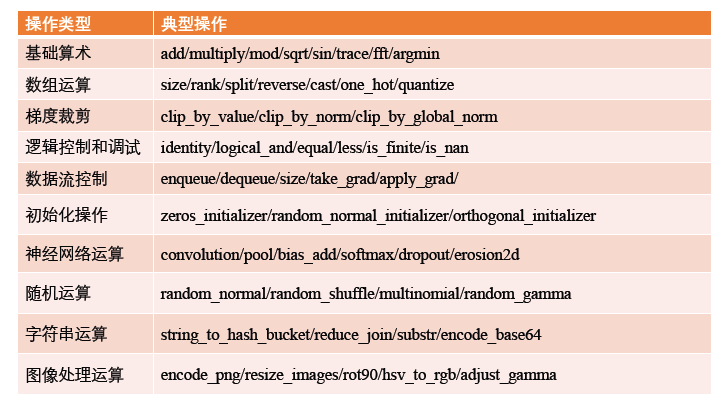 操作类型 典型操作
基础算术 add/multiply/mod/sqrt/sin/trace/fft/argmin
数组运算 size/rank/split/reverse/cast/one_hot/quantize
梯度裁剪 clip_by_value/clip_by_norm/clip_by_global_norm
逻辑控制和调试 identity/logical_and/equal/less/is_finite/is_nan
数据流控制 enqueue/dequeue/size/take_grad/apply_grad/
初始化操作 zeros_initializer/random_normal_initializer/orthogonal_initializer
神经网络运算 convolution/pool/bias_add/softmax/dropout/erosion2d
随机运算 random_normal/random_shuffle/multinomial/random_gamma
字符串运算 string_to_hash_bucket/reduce_join/substr/encode_base64
图像处理运算 encode_png/resize_images/rot90/hsv_to_rgb/adjust_gamma